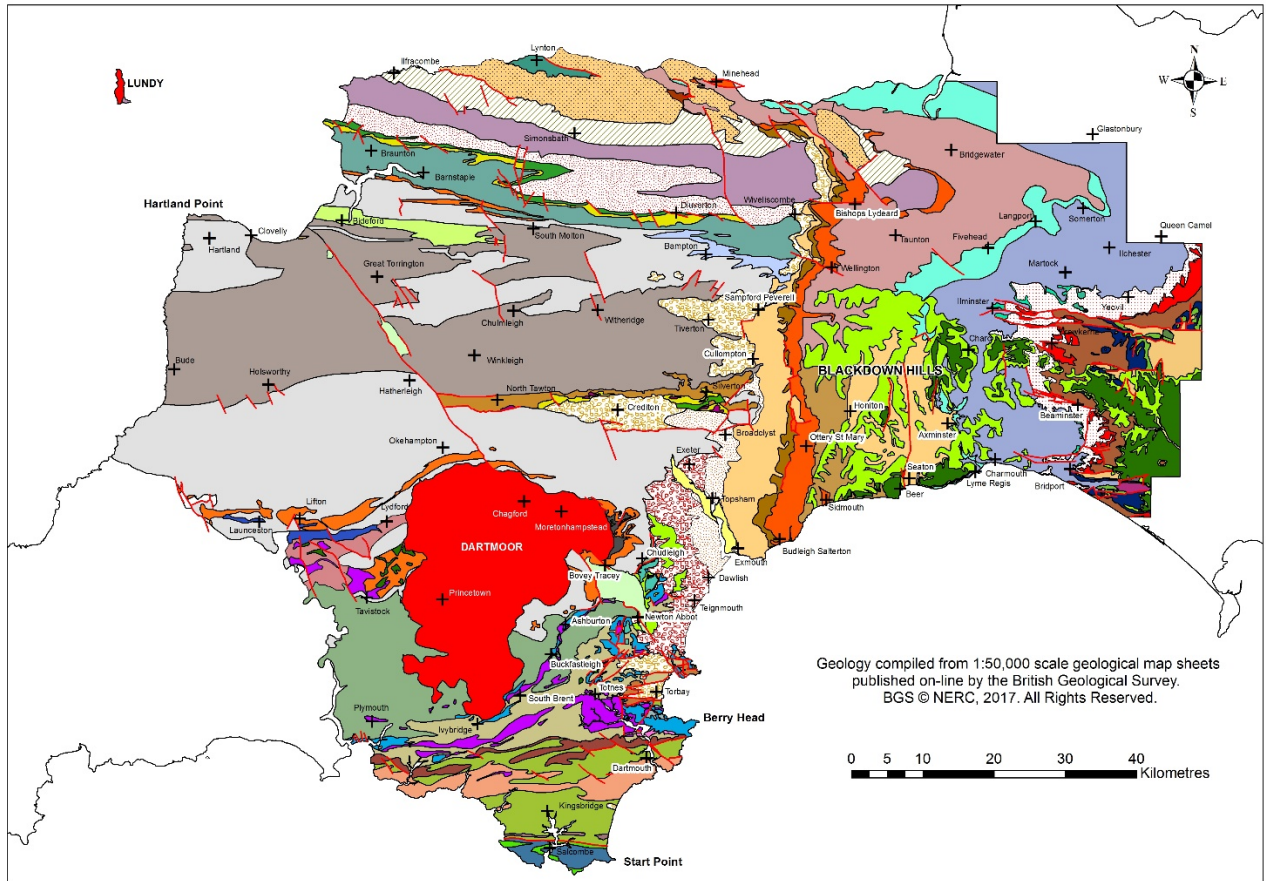 LUNDY
Ilfracombe
Lynton
Minehead
N
W E
S
Simonsbath
Glastonbury
Braunton
Barnstaple
Bridgewater
Hartland Point
Bideford
Diulverton
Wiveliscombe
Bishops Lydeard
Langport
Somerton
Hartland
Clovelly
South Molton
Bampton
Taunton
Fivehead
Queen Camel
Ilchester
Great Torrington
Wellington
Martock
Sampford Peverell
Ilminster
Yeovil
Chulmleigh
Witheridge
Tiverton
Crewkerne
Bude
Winkleigh
Cullompton
Chard
BLACKDOWN HILLS
Holsworthy
Hatherleigh
North Tawton
Silverton
Crediton
Honiton
Beaminster
Okehampton
Broadclyst
Ottery St Mary
Axminster
Exeter
Seaton
Charmouth
Lyme Regis
Bridport
Beer
Lifton
Launceston
Lydford
Chagford
Moretonhampstead
Topsham
Sidmouth
DARTMOOR
Budleigh Salterton
Chudleigh
Exmouth
Bovey Tracey
Dawlish
Tavistock
Princetown
Teignmouth
Ashburton
Newton Abbot
Buckfastleigh
Plymouth
South Brent
Totnes
Torbay
Ivybridge
Berry Head
Dartmouth
Kingsbridge
Salcombe
Start Point
Geology compiled from 1:50,000 scale geological map sheets
published on-line by the British Geological Survey.
BGS © NERC, 2017. All Rights Reserved.
0 5 10 20 30 40
Kilometres